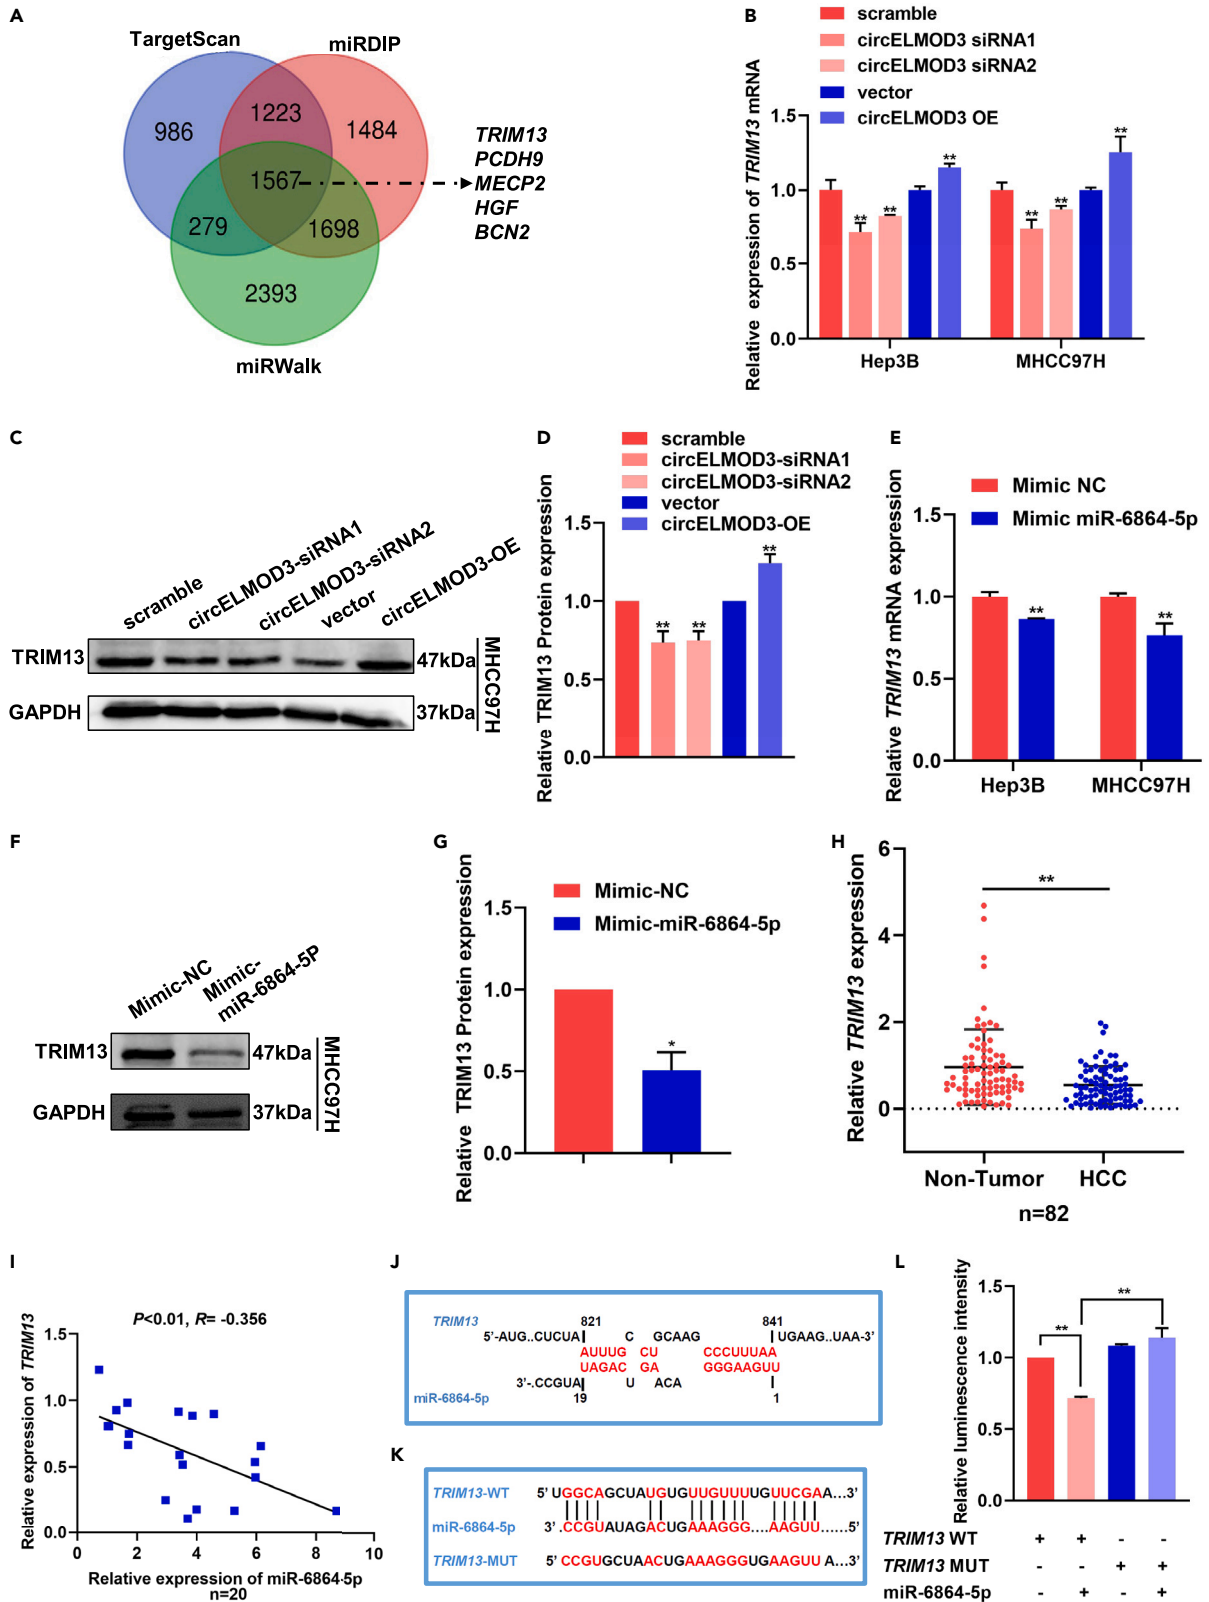 A
TargetScan
miRDIP
986
1223
1484
1567
279
1698
2393
miRWalk
TRIM13
PCDH9
MECP2
HGF
BCN2
B
scramble
circELMOD3 siRNA1
circELMOD3 siRNA2
vector
circELMOD3 OE
Relative expression of TRIM13 mRNA
1.5
1.0
0.5
0.0
** ** ** ** ** **
Hep3B MHCC97H
C
scramble
circELMOD3-siRNA1
circELMOD3-siRNA2
vector
circELMOD3-OE
TRIM13 47kDa
GAPDH 37kDa
MHCC97H
D
scramble
circELMOD3-siRNA1
circELMOD3-siRNA2
vector
circELMOD3-OE
Relative TRIM13 Protein expression
1.5
1.0
0.5
0.0
** ** **
E
Mimic NC
Mimic miR-6864-5p
Relative TRIM13 mRNA expression
1.5
1.0
0.5
0.0
** **
Hep3B MHCC97H
F
Mimic-NC
Mimic-
miR-6864-5P
TRIM13 47kDa
GAPDH 37kDa
MHCC97H
G
Mimic-NC
Mimic-miR-6864-5p
Relative TRIM13 Protein expression
1.5
1.0
0.5
0.0
*
H
Relative TRIM13 expression
6
4
2
0
**
Non-Tumor HCC
n=82
I
P<0.01, R= -0.356
Relative expression of TRIM13
1.5
1.0
0.5
0.0
0 2 4 6 8 10
Relative expression of miR-6864-5p
n=20
J
TRIM13 821 841
5'-AUG..CUCUA C GCAAG UGAAG..UAA-3'
AUUUG CU CCCUUUAA
UAGAC GA GGGAAGUU
3'-.CCGUA U ACA
miR-6864-5p 19 1
K
TRIM13-WT 5' UGGCAGCUAUGUGUUGUUUUGUUCGAA...3'
miR-6864-5p 3'.CCGUAUAGACUGAAAGGG....AAGUU......5'
TRIM13-MUT 5' CCGUGCUAACUGAAAGGGUGAAGUU A...3'
L
Relative luminescence intensity
1.5
1.0
0.5
0.0
** **
TRIM13 WT + + - -
TRIM13 MUT - - + +
miR-6864-5p - + - +